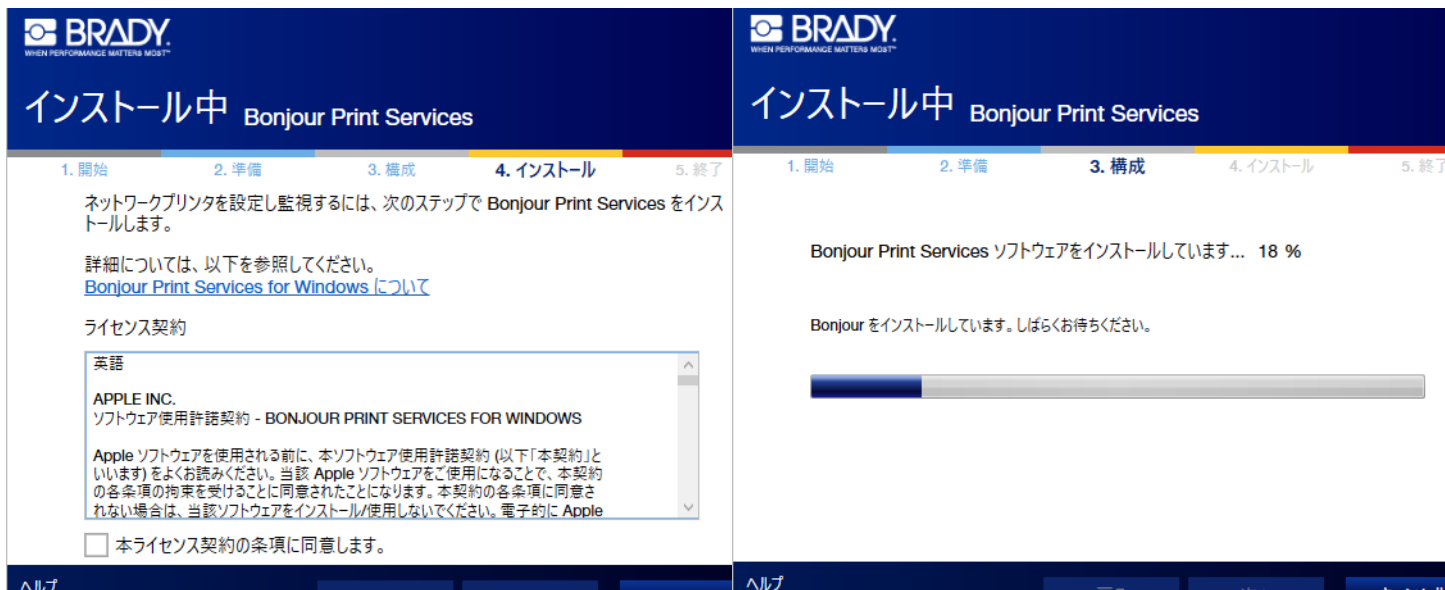 BRADY.
WHEN PERFORMANCE MATTERS MOST™
インストール中 Bonjour Print Services
1. 開始 2. 準備 3. 構成 4. インストール 5. 終了
ネットワークプリンタを設定し監視するには、次のステップで Bonjour Print Services をインス
トールします。
詳細については、以下を参照してください。
Bonjour Print Services for Windows について
ライセンス契約
英語
APPLE INC.
ソフトウェア使用許諾契約 - BONJOUR PRINT SERVICES FOR WINDOWS
Apple ソフトウェアを使用される前に、本ソフトウェア使用許諾契約 (以下「本契約」と
いいます) をよくお読みください。当該 Apple ソフトウェアをご使用になることで、本契約
の各条項の拘束を受けることに同意されたことになります。本契約の各条項に同意さ
れない場合は、当該ソフトウェアをインストール/使用しないでください。電子的に Apple
本ライセンス契約の条項に同意します。
ヘルプ
BRADY.
WHEN PERFORMANCE MATTERS MOST™
インストール中 Bonjour Print Services
1. 開始 2. 準備 3. 構成 4. インストール 5. 終了
Bonjour Print Services ソフトウェアをインストールしています... 18 %
Bonjour をインストールしています。しばらくお待ちください。
ヘルプ